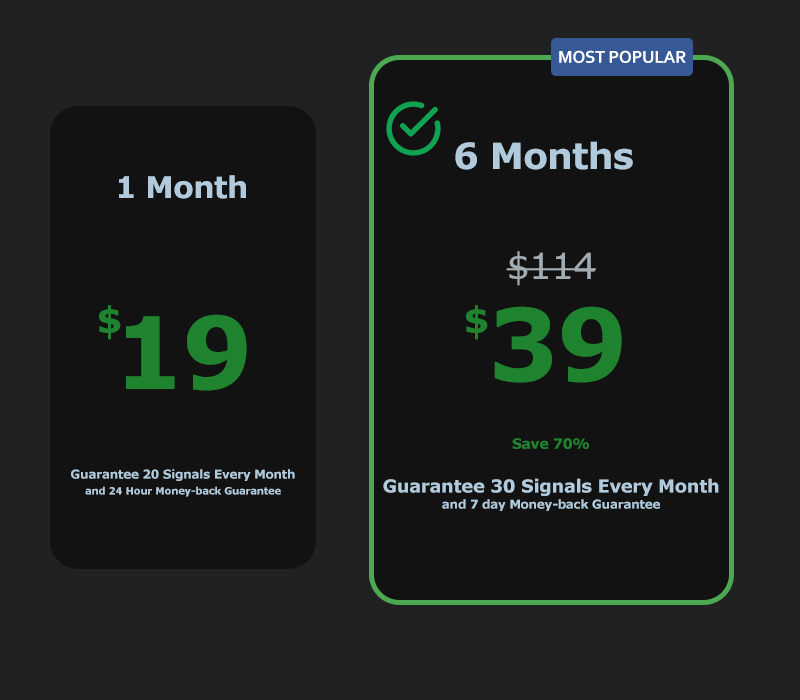 1 Month
$19
Guarantee 20 Signals Every Month
and 24 Hour Money-back Guarantee
MOST POPULAR
6 Months
$114
$39
Save 70%
Guarantee 30 Signals Every Month
and 7 day Money-back Guarantee